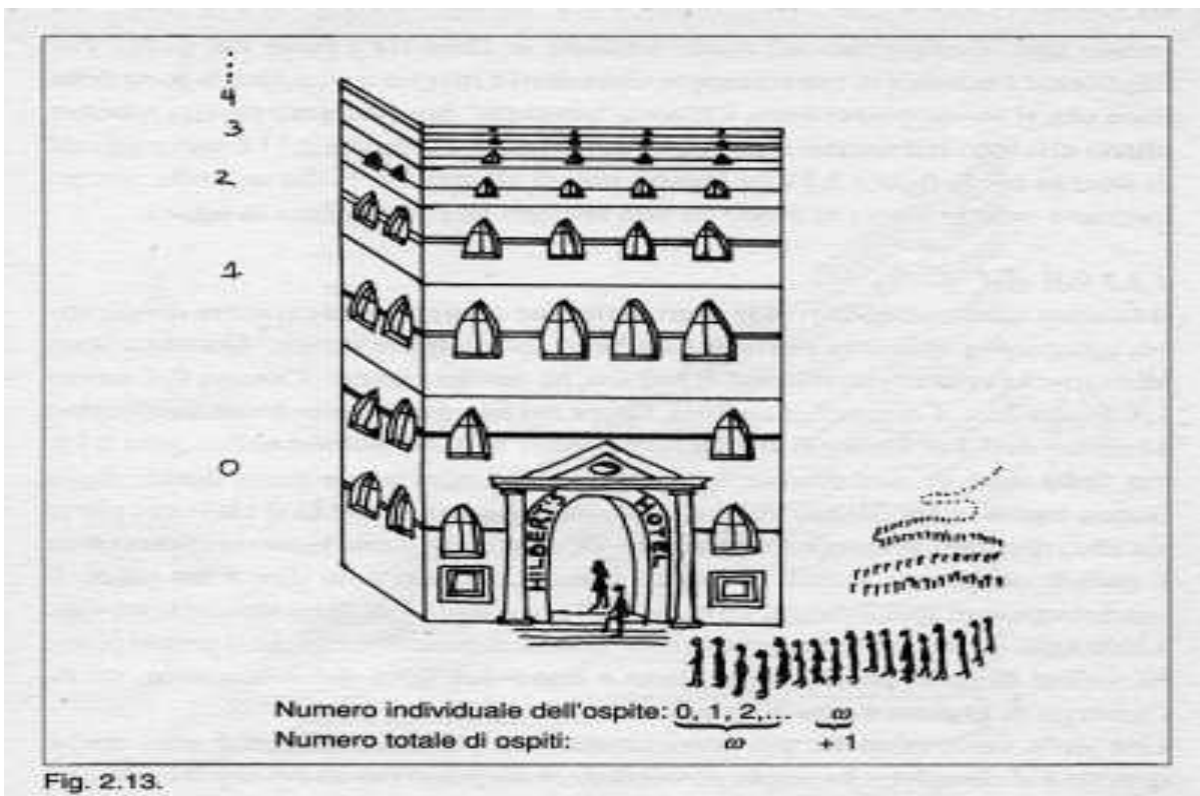 ⋮
4
3
2
1
0
HILBERT'S HOTEL
Numero individuale dell'ospite: 0, 1, 2,... ω
Numero totale di ospiti: ω + 1
Fig. 2.13.